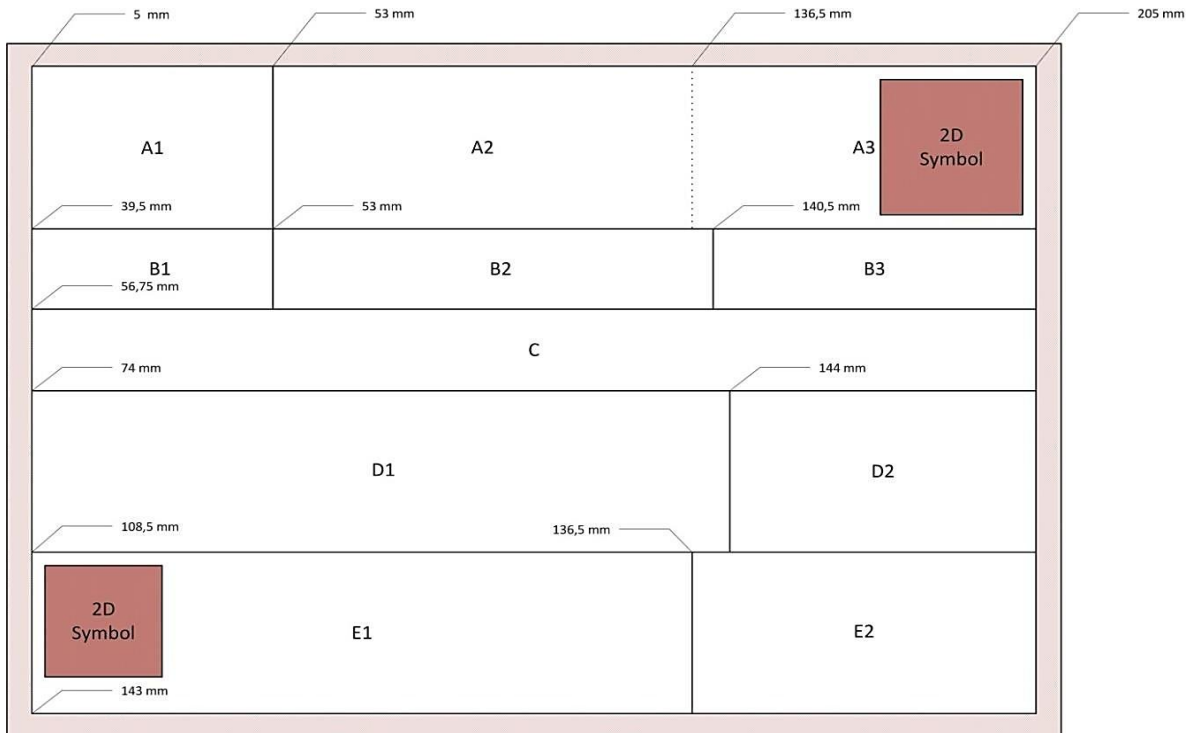 5 mm
53 mm
136,5 mm
205 mm
A1
A2
A3
2D
Symbol
39,5 mm
53 mm
140,5 mm
B1
B2
B3
56,75 mm
C
74 mm
144 mm
D1
D2
108,5 mm
136,5 mm
2D
Symbol
E1
E2
143 mm